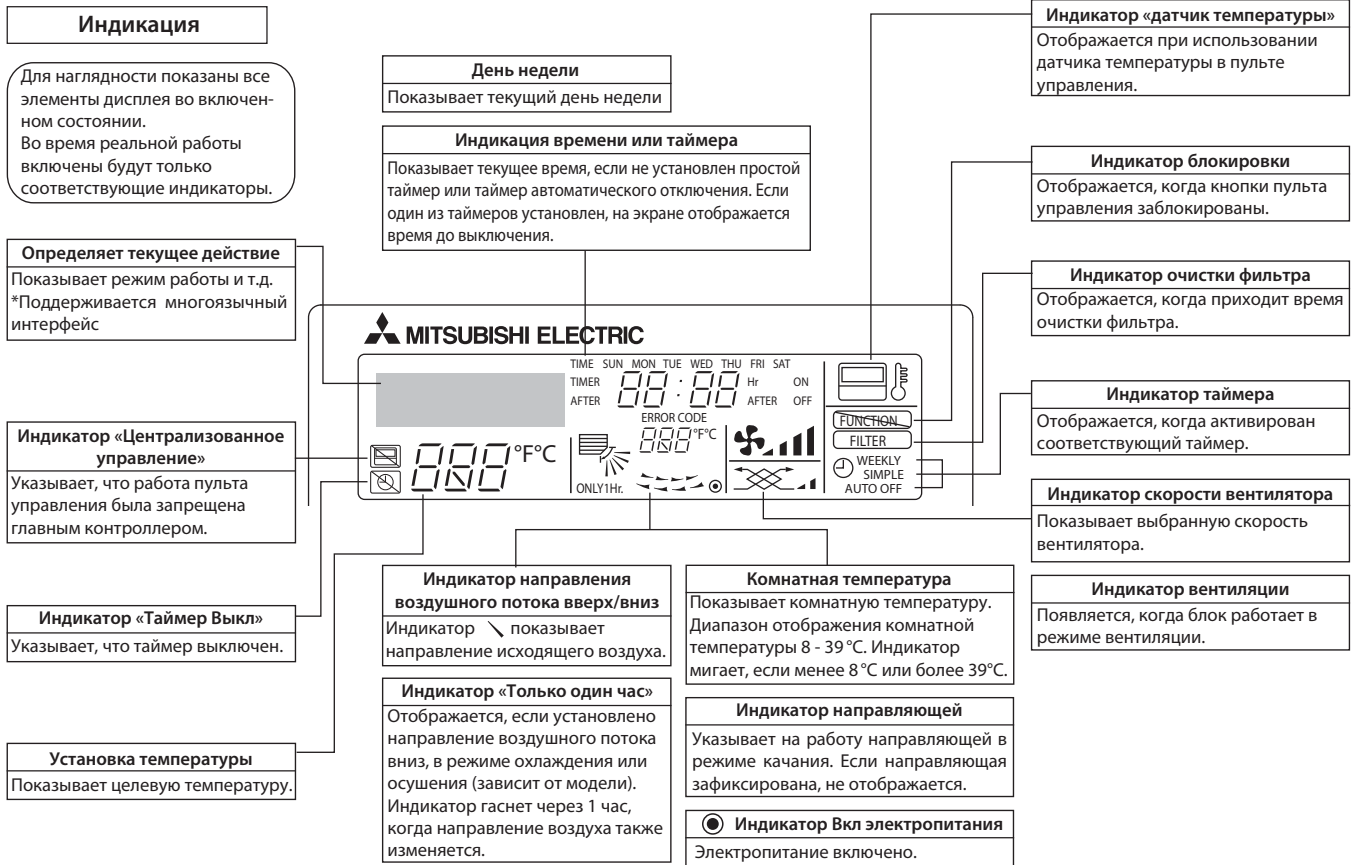 Индикация
Для наглядности показаны все
элементы дисплея во включен-
ном состоянии.
Во время реальной работы
включены будут только
соответствующие индикаторы.
Определяет текущее действие
Показывает режим работы и т.д.
*Поддерживается многоязычный
интерфейс
Индикатор «Централизованное
управление»
Указывает, что работа пульта
управления была запрещена
главным контроллером.
Индикатор «Таймер Выкл»
Указывает, что таймер выключен.
Установка температуры
Показывает целевую температуру.
День недели
Показывает текущий день недели
Индикация времени или таймера
Показывает текущее время, если не установлен простой
таймер или таймер автоматического отключения. Если
один из таймеров установлен, на экране отображается
время до выключения.
MITSUBISHI ELECTRIC
TIME SUN MON TUE WED THU FRI SAT
TIMER 88:88 Hr ON
AFTER AFTER OFF
ERROR CODE
888 °F°C
888 °F°C
ONLY1Hr.
FUNCTION
FILTER
WEEKLY
SIMPLE
AUTO OFF
Индикатор направления
воздушного потока вверх/вниз
Индикатор показывает
направление исходящего воздуха.
Индикатор «Только один час»
Отображается, если установлено
направление воздушного потока
вниз, в режиме охлаждения или
осушения (зависит от модели).
Индикатор гаснет через 1 час,
когда направление воздуха также
изменяется.
Комнатная температура
Показывает комнатную температуру.
Диапазон отображения комнатной
температуры 8 - 39 °C. Индикатор
мигает, если менее 8 °C или более 39°C.
Индикатор направляющей
Указывает на работу направляющей в
режиме качания. Если направляющая
зафиксирована, не отображается.
Индикатор Вкл электропитания
Электропитание включено.
Индикатор «датчик температуры»
Отображается при использовании
датчика температуры в пульте
управления.
Индикатор блокировки
Отображается, когда кнопки пульта
управления заблокированы.
Индикатор очистки фильтра
Отображается, когда приходит время
очистки фильтра.
Индикатор таймера
Отображается, когда активирован
соответствующий таймер.
Индикатор скорости вентилятора
Показывает выбранную скорость
вентилятора.
Индикатор вентиляции
Появляется, когда блок работает в
режиме вентиляции.